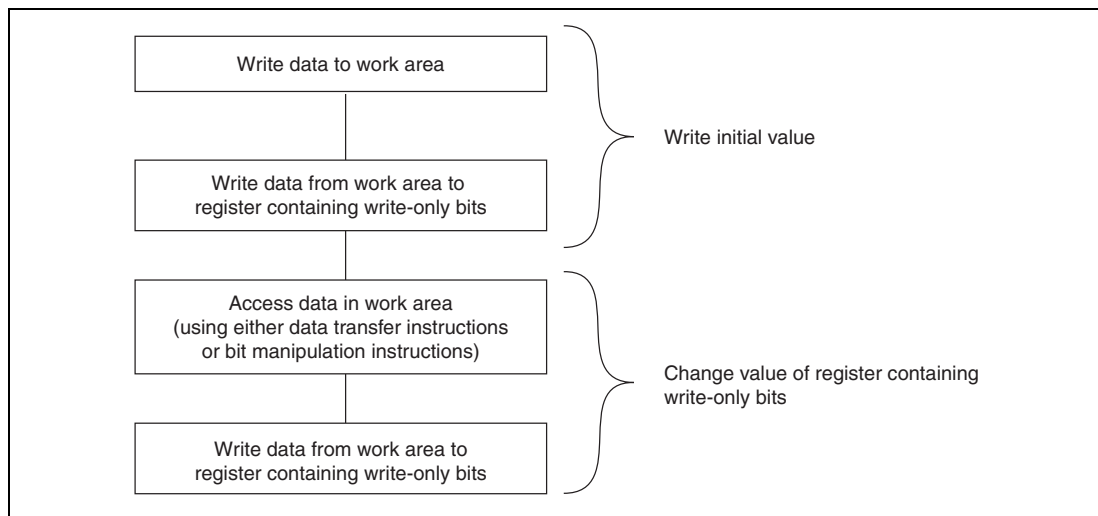 Write data to work area
Write initial value
Write data from work area to
register containing write-only bits
Access data in work area
(using either data transfer instructions
or bit manipulation instructions)
Change value of register containing
write-only bits
Write data from work area to
register containing write-only bits